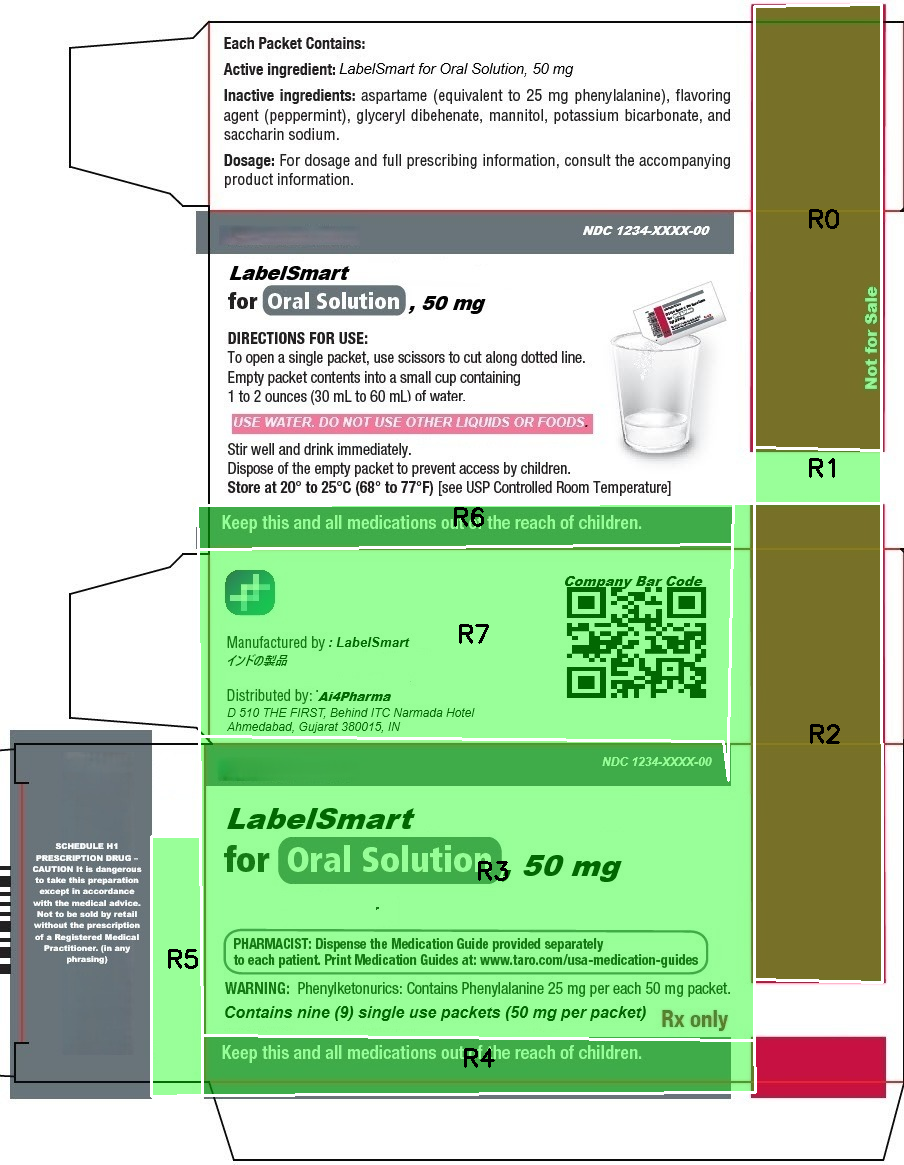 Each Packet Contains:
Active ingredient: LabelSmart for Oral Solution, 50 mg
Inactive ingredients: aspartame (equivalent to 25 mg phenylalanine), flavoring
agent (peppermint), glyceryl dibehenate, mannitol, potassium bicarbonate, and
saccharin sodium.
Dosage: For dosage and full prescribing information, consult the accompanying
product information.
R0
NDC 1234-XXXX-00
LabelSmart
for Oral Solution , 50 mg
Not for Sale
DIRECTIONS FOR USE:
To open a single packet, use scissors to cut along dotted line.
Empty packet contents into a small cup containing
1 to 2 ounces (30 mL to 60 mL) of water.
USE WATER. DO NOT USE OTHER LIQUIDS OR FOODS.
Stir well and drink immediately.
Dispose of the empty packet to prevent access by children.
Store at 20° to 25°C (68° to 77°F) [see USP Controlled Room Temperature]
R1
Keep this and all medications of the reach of children.
R6
Company Bar Code
R7
Manufactured by : LabelSmart
インドの製品
Distributed by: Ai4Pharma
D 510 THE FIRST, Behind ITC Narmada Hotel
Ahmedabad, Gujarat 380015, IN
R2
NDC 1234-XXXX-00
LabelSmart
for Oral Solution, 50 mg
R3
SCHEDULE H1
PRESCRIPTION DRUG –
CAUTION It is dangerous
to take this preparation
except in accordance
with the medical advice.
Not to be sold by retail
without the prescription
of a Registered Medical
Practitioner. (in any
phrasing)
R5
PHARMACIST: Dispense the Medication Guide provided separately
to each patient. Print Medication Guides at: www.taro.com/usa-medication-guides
WARNING: Phenylketonurics: Contains Phenylalanine 25 mg per each 50 mg packet.
Contains nine (9) single use packets (50 mg per packet)
Rx only
Keep this and all medications out of the reach of children.
R4